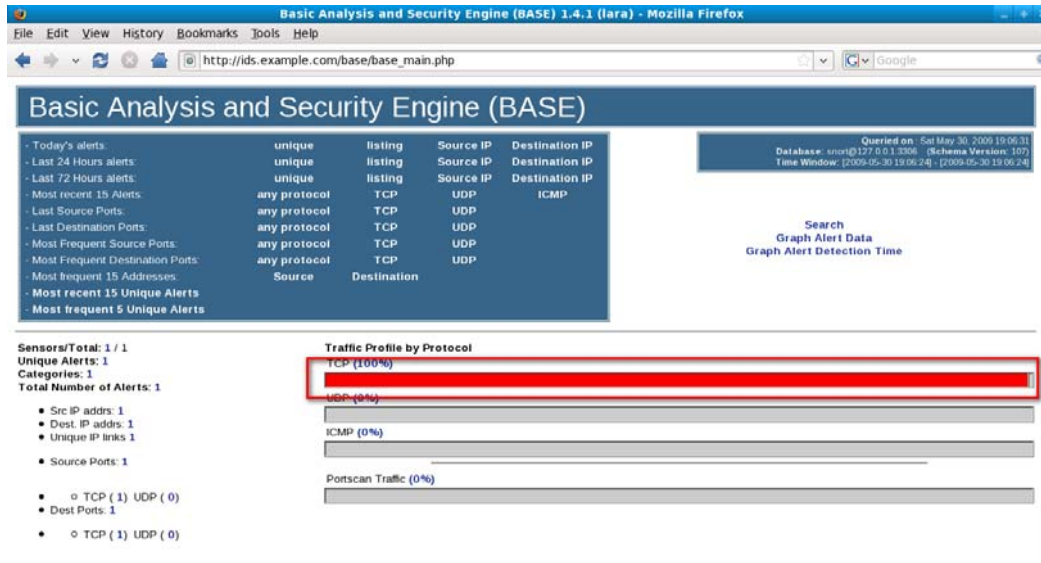 Basic Analysis and Security Engine (BASE) 1.4.1 (lara) - Mozilla Firefox
File Edit View History Bookmarks Tools Help
http://ids.example.com/base/base_main.php
Google
Basic Analysis and Security Engine (BASE)
- Today's alerts: unique listing Source IP Destination IP
- Last 24 Hours alerts: unique listing Source IP Destination IP
- Last 72 Hours alerts: unique listing Source IP Destination IP
- Most recent 15 Alerts: any protocol TCP UDP ICMP
- Last Source Ports: any protocol TCP UDP
- Last Destination Ports: any protocol TCP UDP
- Most Frequent Source Ports: any protocol TCP UDP
- Most Frequent Destination Ports: any protocol TCP UDP
- Most frequent 15 Addresses: Source Destination
- Most recent 15 Unique Alerts
- Most frequent 5 Unique Alerts
Queried on : Sat May 30, 2009 19:06:31
Database: snort@127.0.0.1:3306 (Schema Version: 107)
Time Window: [2009-05-30 19:06:24] - [2009-05-30 19:06:24]
Search
Graph Alert Data
Graph Alert Detection Time
Sensors/Total: 1 / 1
Unique Alerts: 1
Categories: 1
Total Number of Alerts: 1
Src IP addrs: 1
Dest. IP addrs: 1
Unique IP links 1
Source Ports: 1
TCP ( 1) UDP ( 0)
Dest Ports: 1
TCP ( 1) UDP ( 0)
Traffic Profile by Protocol
TCP (100%)
UDP (0%)
ICMP (0%)
Portscan Traffic (0%)